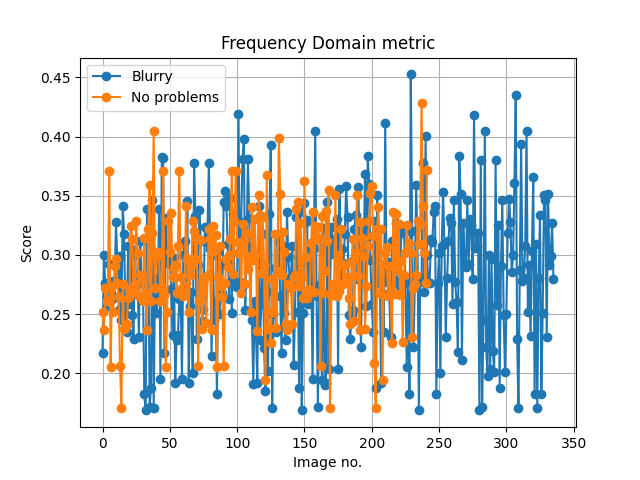 Frequency Domain metric
Blurry
No problems
Score
0.45
0.40
0.35
0.30
0.25
0.20
0 50 100 150 200 250 300 350
Image no.